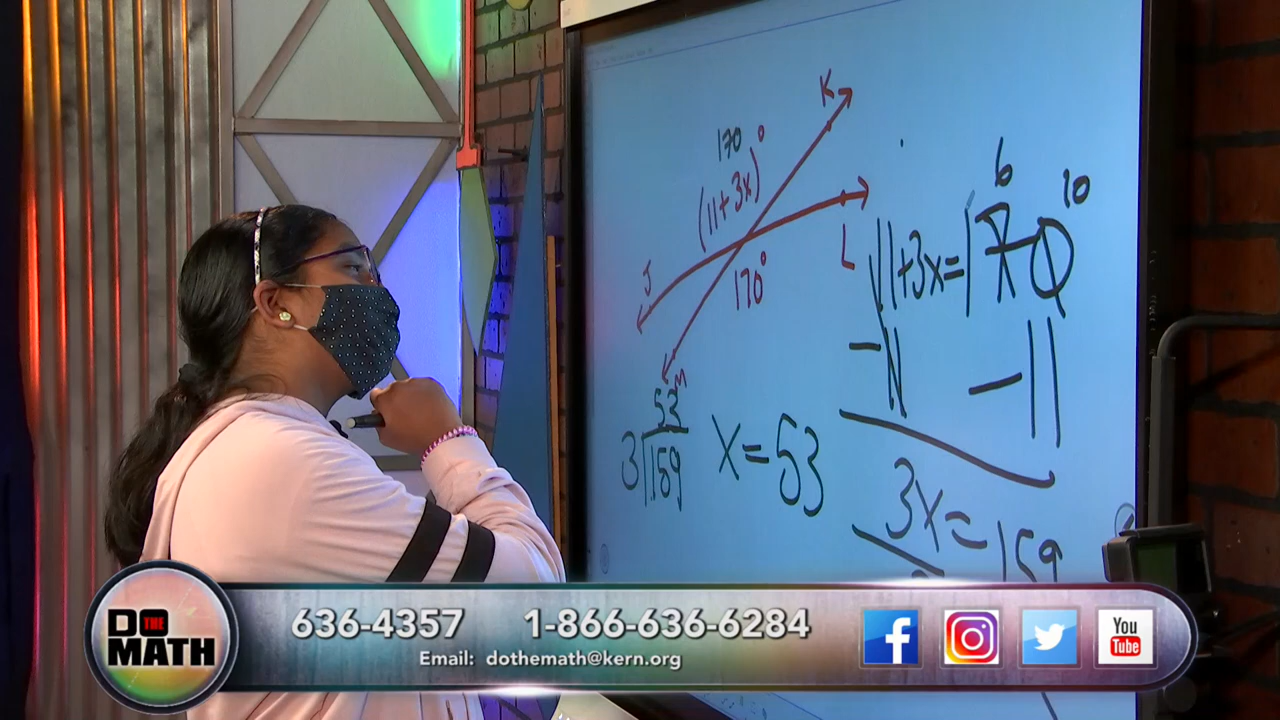 K
170
(11+3x)°
J
L
170°
M
6
10
11+3x=170
-11 -11
3x=159
53
3 159
x=53
DO THE MATH
636-4357 1-866-636-6284
Email: dothemath@kern.org
f
You Tube